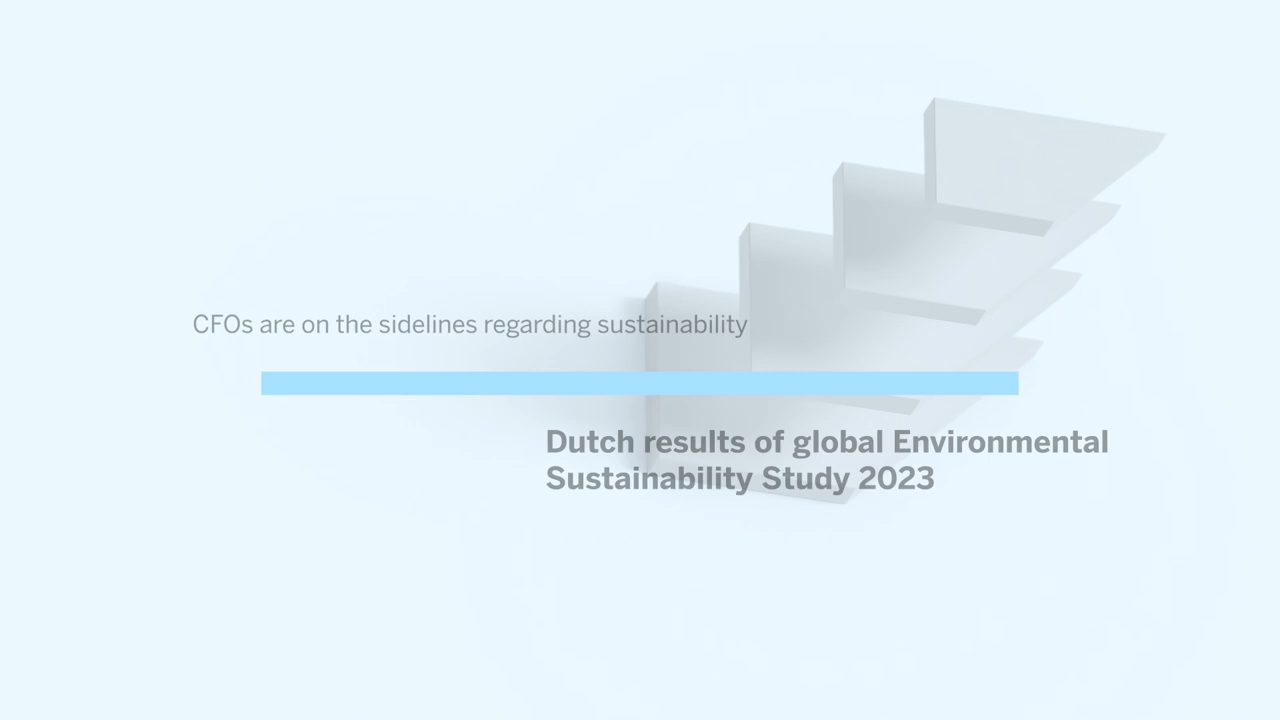 CFOs are on the sidelines regarding sustainability
Dutch results of global Environmental
Sustainability Study 2023